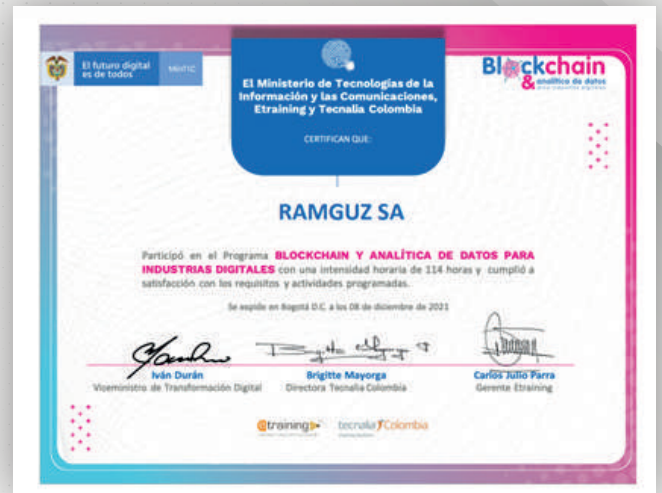 El futuro digital
es de todos
MinTIC
El Ministerio de Tecnologías de la
Información y las Comunicaciones,
Etraining y Tecnalia Colombia
CERTIFICAN QUE:
Blockchain
& analítica de datos
para industrias digitales
RAMGUZ SA
Participó en el Programa BLOCKCHAIN Y ANALÍTICA DE DATOS PARA
INDUSTRIAS DIGITALES con una intensidad horaria de 114 horas y cumplió a
satisfacción con los requisitos y actividades programadas.
Se expide en Bogotá D.C. a los 08 de diciembre de 2021
Iván Durán
Viceministro de Transformación Digital
Brigitte Mayorga
Directora Tecnalia Colombia
Carlos Julio Parra
Gerente Etraining
@training
tecnalia Colombia